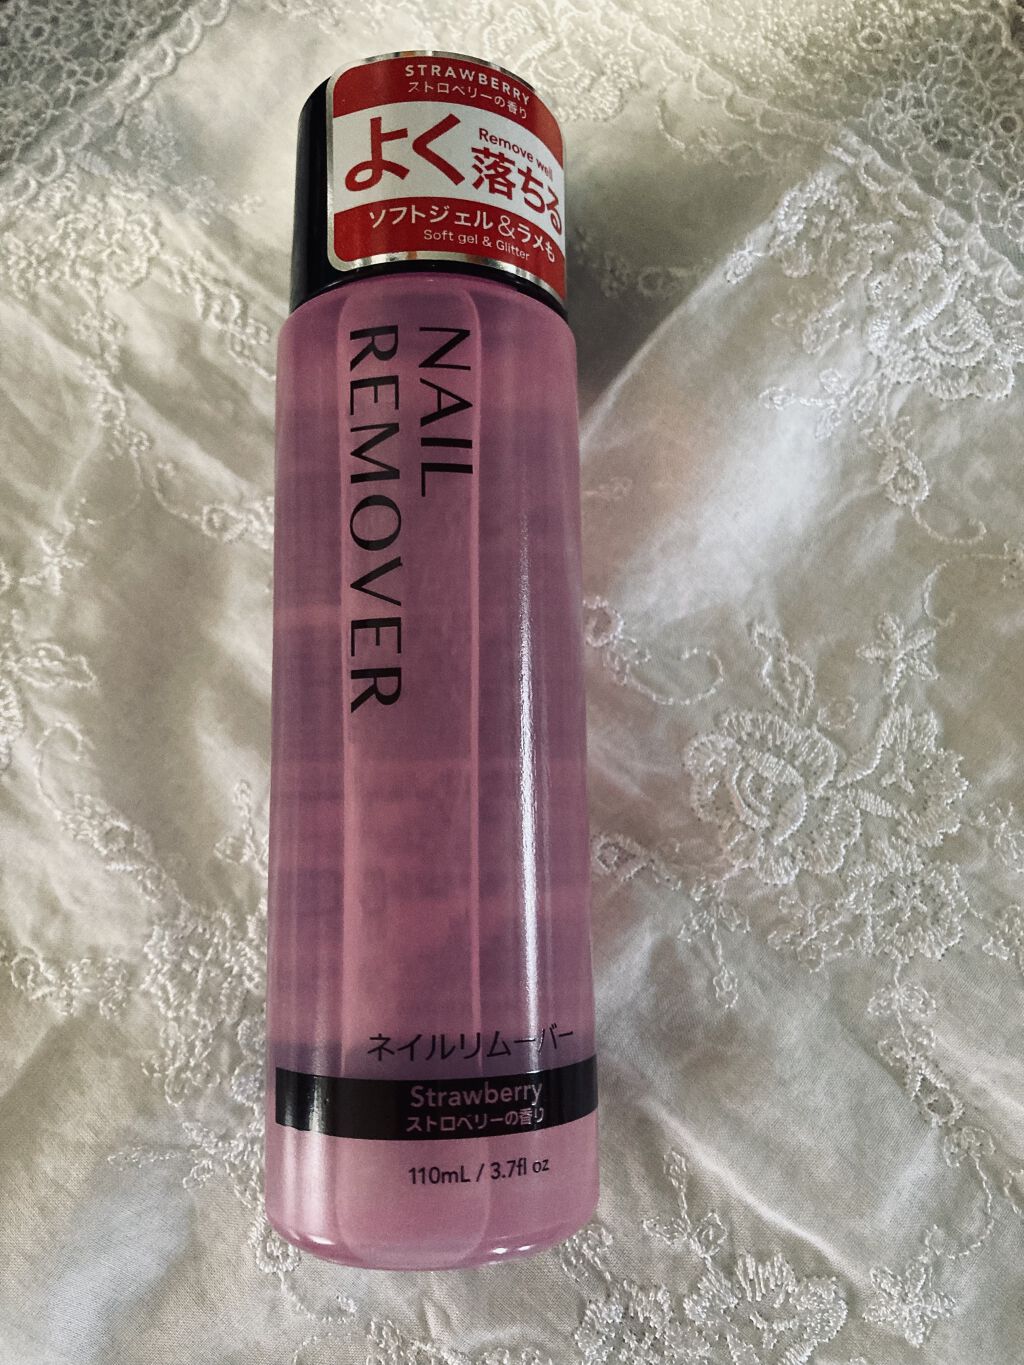 STRAWBERRY
ストロベリーの香り
Remove well
よく落ちる
ソフトジェル&ラメも
Soft gel & Glitter
NAIL
REMOVER
ネイルリムーバー
Strawberry
ストロベリーの香り
110mL / 3.7fl oz